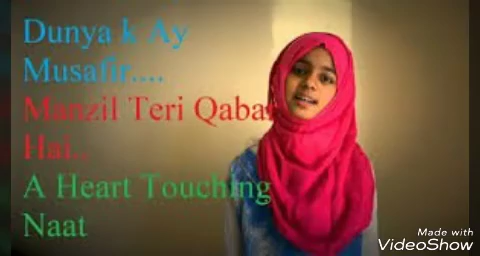 Dunya k Ay
Musafir....
Manzil Teri Qabar
Hai..
A Heart Touching
Naat
Made with
VideoShow